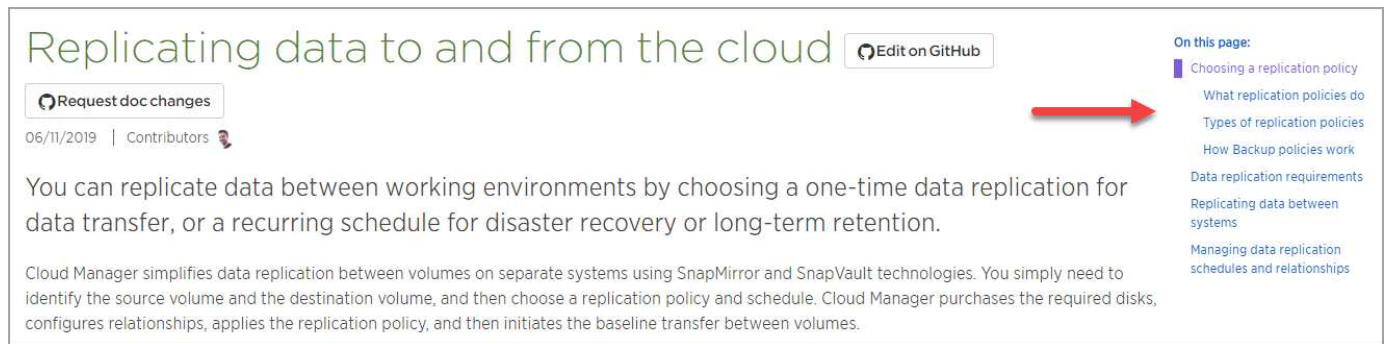 Replicating data to and from the cloud
Edit on GitHub
Request doc changes
06/11/2019 | Contributors
You can replicate data between working environments by choosing a one-time data replication for
data transfer, or a recurring schedule for disaster recovery or long-term retention.
Cloud Manager simplifies data replication between volumes on separate systems using SnapMirror and SnapVault technologies. You simply need to
identify the source volume and the destination volume, and then choose a replication policy and schedule. Cloud Manager purchases the required disks,
configures relationships, applies the replication policy, and then initiates the baseline transfer between volumes.
On this page:
Choosing a replication policy
What replication policies do
Types of replication policies
How Backup policies work
Data replication requirements
Replicating data between
systems
Managing data replication
schedules and relationships